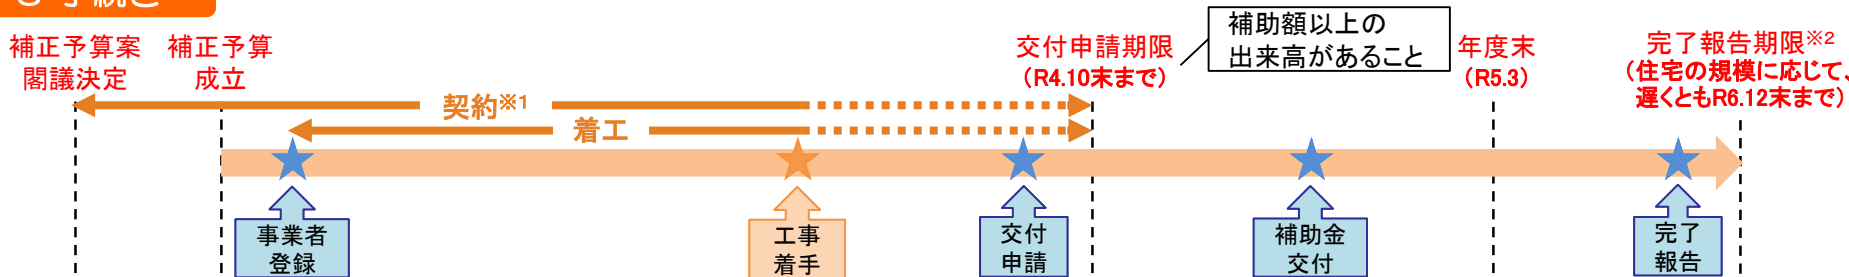 補正予算案
閣議決定
補正予算
成立
交付申請期限
（R4.10末まで）
補助額以上の
出来高があること
年度末
（R5.3）
完了報告期限※2
（住宅の規模に応じて、
遅くともR6.12末まで）
契約※1
着工
事業者
登録
工事
着手
交付
申請
補助金
交付
完了
報告